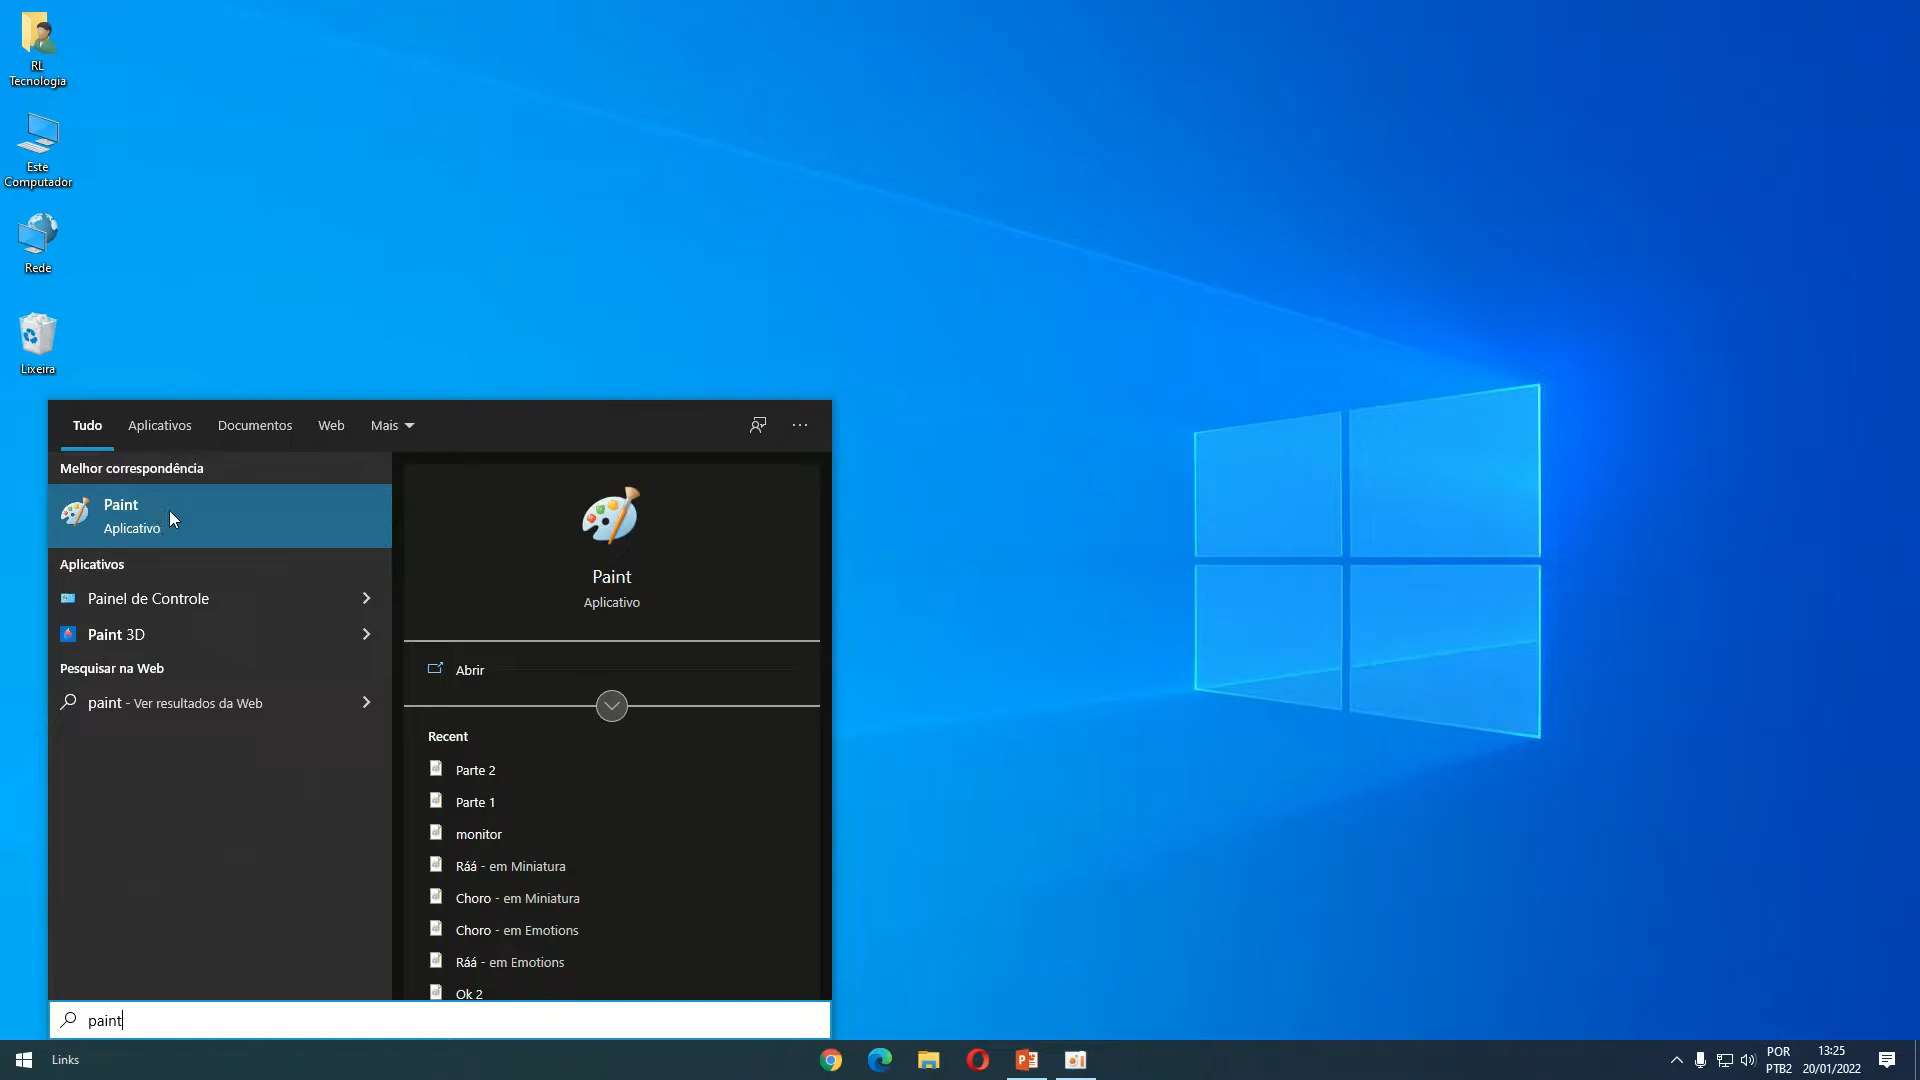 RL
Tecnologia
Este
Computador
Rede
Lixeira
Tudo
Aplicativos
Documentos
Web
Mais
Melhor correspondência
Paint
Aplicativo
Aplicativos
Painel de Controle
Paint 3D
Pesquisar na Web
paint - Ver resultados da Web
Paint
Aplicativo
Abrir
Recent
Parte 2
Parte 1
monitor
Ráá - em Miniatura
Choro - em Miniatura
Choro - em Emotions
Ráá - em Emotions
Ok 2
paint
Links
POR
PTB2
13:25
20/01/2022